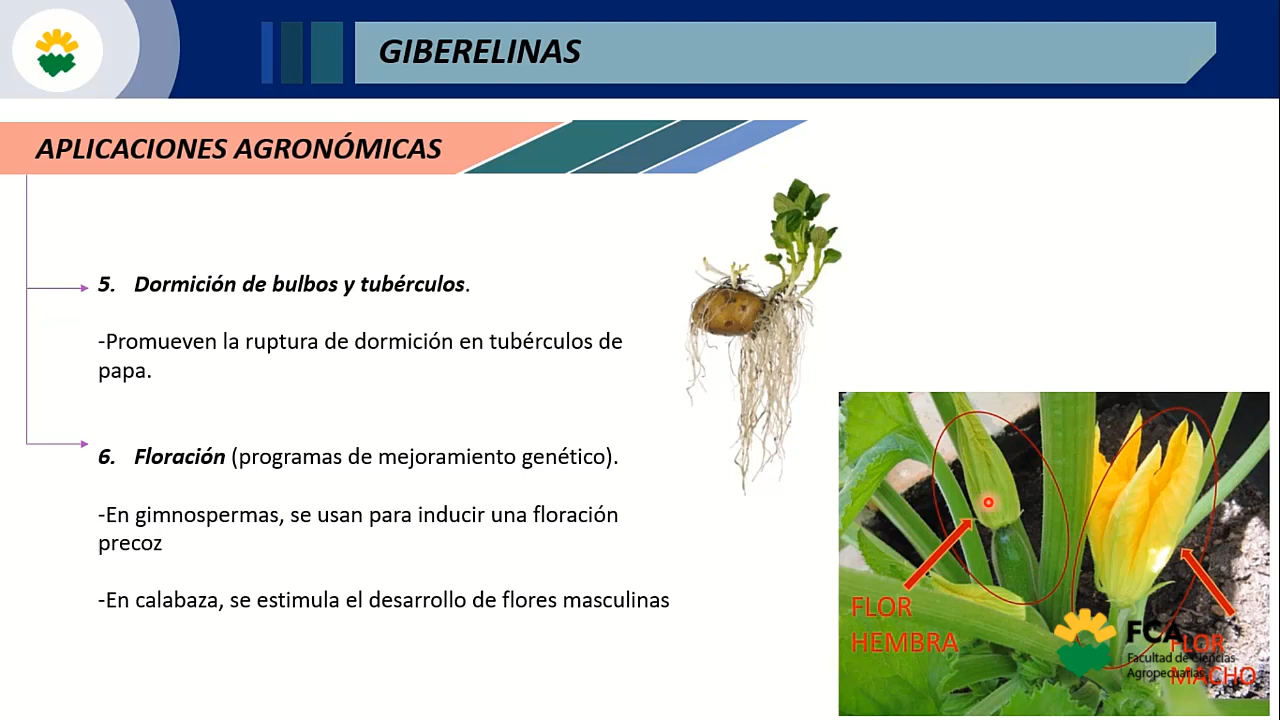 GIBERELINAS
APLICACIONES AGRONÓMICAS
5. Dormición de bulbos y tubérculos.
-Promueven la ruptura de dormición en tubérculos de
papa.
6. Floración (programas de mejoramiento genético).
-En gimnospermas, se usan para inducir una floración
precoz
-En calabaza, se estimula el desarrollo de flores masculinas
FLOR
HEMBRA
FLOR
MACHO
FCA
Facultad de Ciencias
Agropecuarias